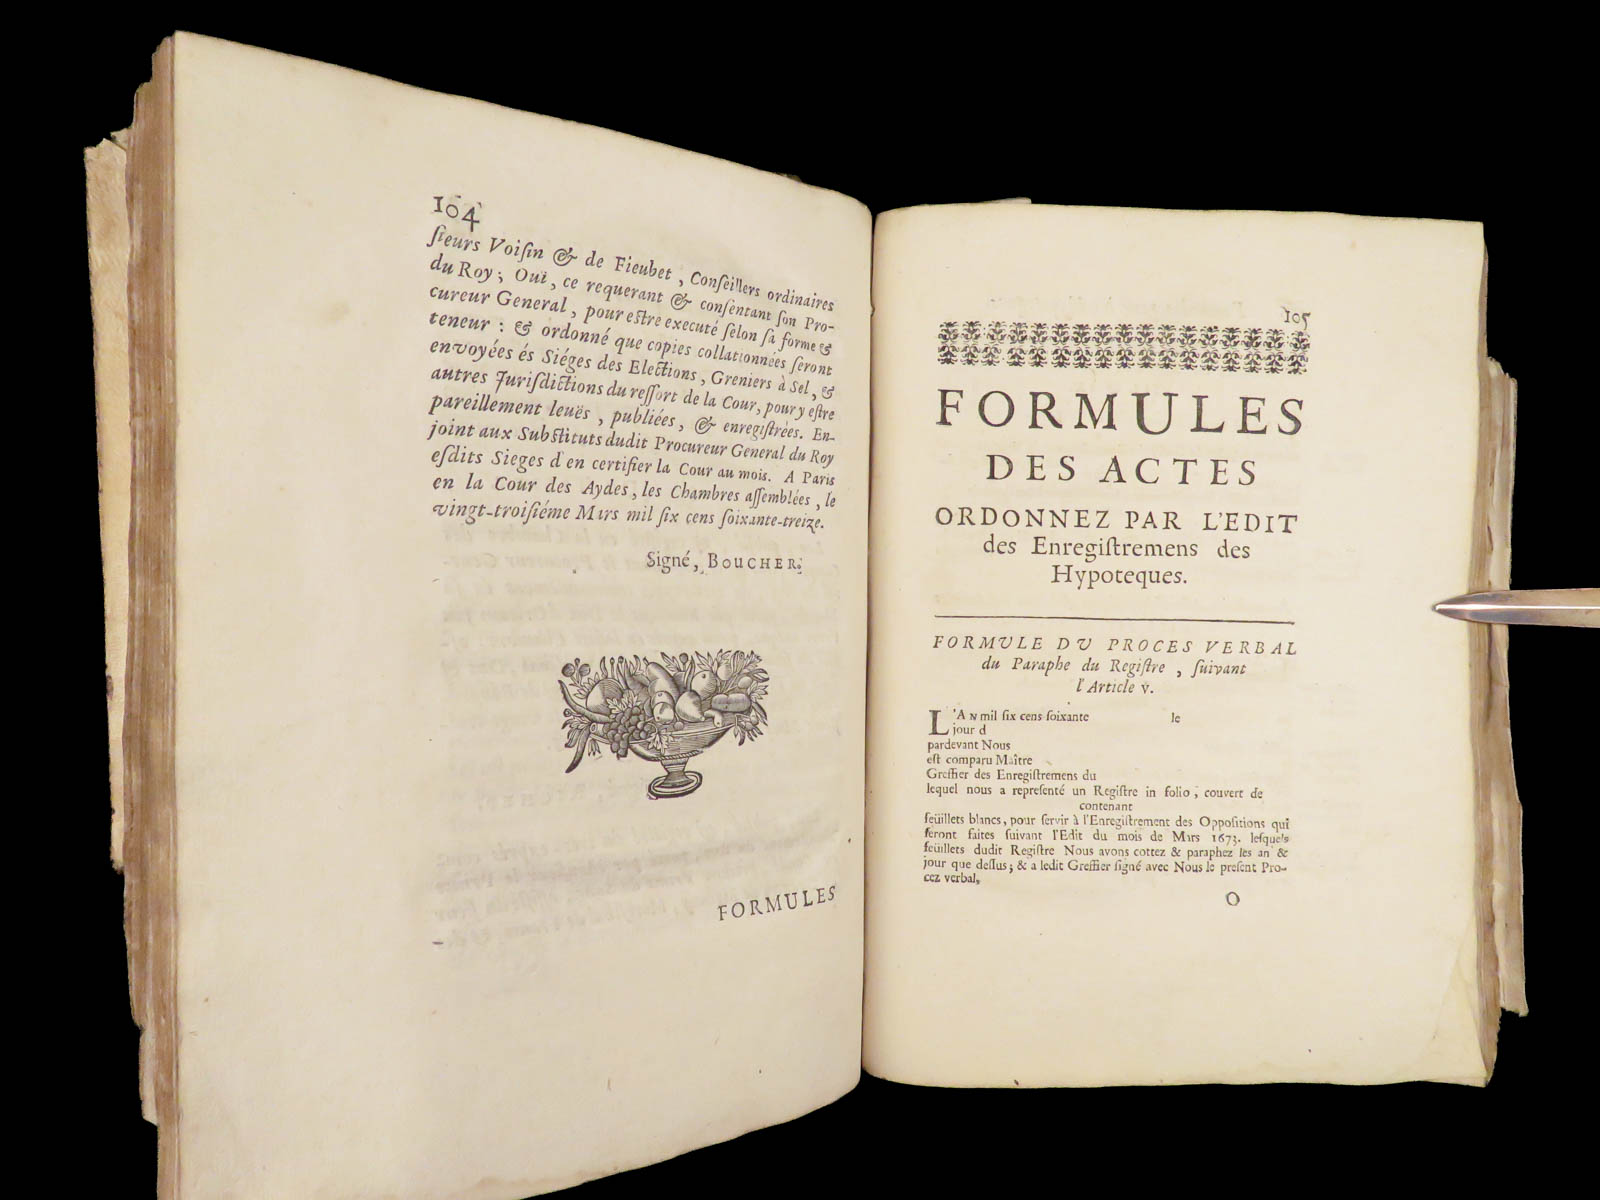 104
ſieurs Voiſin & de Fieubet, Conſeillers ordinaires
du Roy; Oui, ce requerant & conſentant ſon Pro-
cureur General, pour eſtre executé ſelon ſa forme &
teneur : & ordonné que copies collationnées ſeront
envoyées és Siéges des Elections, Greniers à Sel, &
autres Juriſdictions du reſſort de la Cour, pour y eſtre
pareillement leuës, publiées, & enregiſtrées. En-
joint aux Subſtituts dudit Procureur General du Roy
eſdits Sieges d'en certifier la Cour au mois. A Paris
en la Cour des Aydes, les Chambres aſſemblées, le
vingt-troiſiéme Mars mil ſix cens ſoixante-treize.
Signé, BOUCHER.
FORMULES
105
FORMULES
DES ACTES
ORDONNEZ PAR L'EDIT
des Enregiſtremens des
Hypoteques.
FORMULE DU PROCES VERBAL
du Paraphe du Regiſtre, ſuivant
l'Article v.
L'AN mil ſix cens ſoixante le
jour d
pardevant Nous
eſt comparu Maître
Greffier des Enregiſtremens du
lequel nous a repreſenté un Regiſtre in folio, couvert de
contenant
feüillets blancs, pour ſervir à l'Enregiſtrement des Oppoſitions qui
ſeront faites ſuivant l'Edit du mois de Mars 1673. leſquels
feüillets dudit Regiſtre Nous avons cottez & paraphez les an &
jour que deſſus; & a ledit Greffier ſigné avec Nous le preſent Pro-
cez verbal.
O